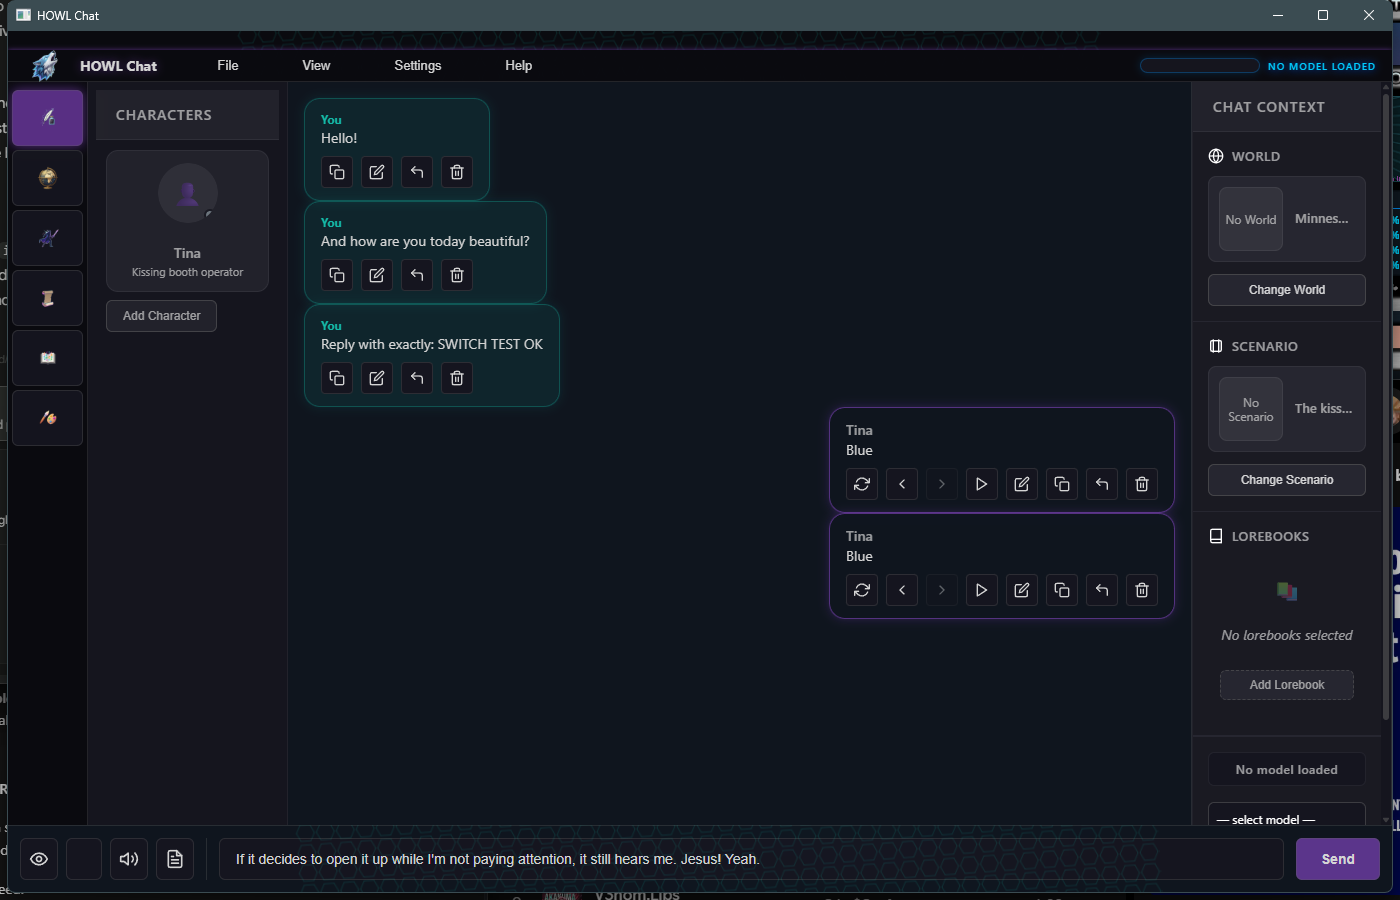 HOWL Chat
HOWL Chat
File
View
Settings
Help
NO MODEL LOADED
CHARACTERS
Tina
Kissing booth operator
Add Character
You
Hello!
You
And how are you today beautiful?
You
Reply with exactly: SWITCH TEST OK
Tina
Blue
Tina
Blue
CHAT CONTEXT
WORLD
No World
Minnes...
Change World
SCENARIO
No
Scenario
The kiss...
Change Scenario
LOREBOOKS
No lorebooks selected
Add Lorebook
No model loaded
— select model —
If it decides to open it up while I'm not paying attention, it still hears me. Jesus! Yeah.
Send